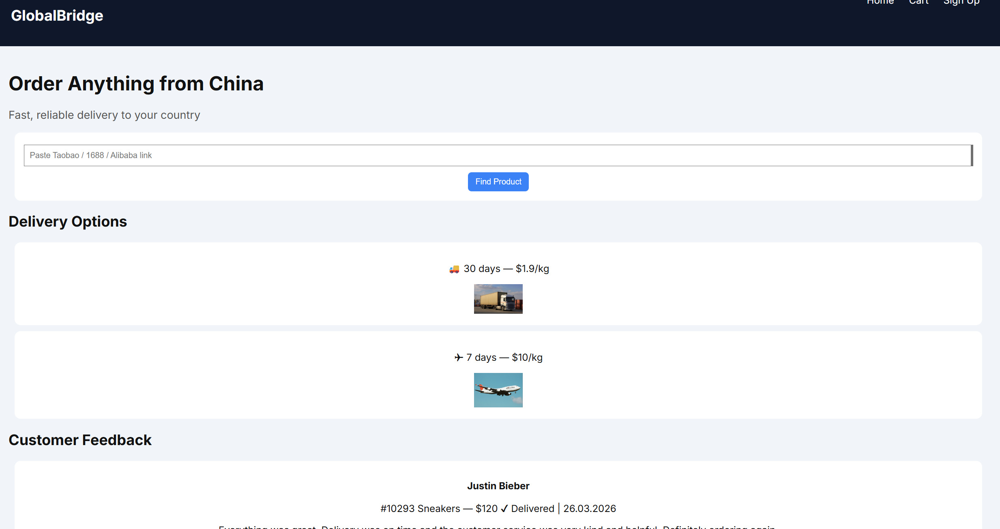 Home Cart Sign Up
GlobalBridge
Order Anything from China
Fast, reliable delivery to your country
Paste Taobao / 1688 / Alibaba link
Find Product
Delivery Options
🚚 30 days — $1.9/kg
✈ 7 days — $10/kg
Customer Feedback
Justin Bieber
#10293 Sneakers — $120 ✔ Delivered | 26.03.2026
Everything was great. Delivery was on time and the customer service was very kind and helpful. Definitely ordering again